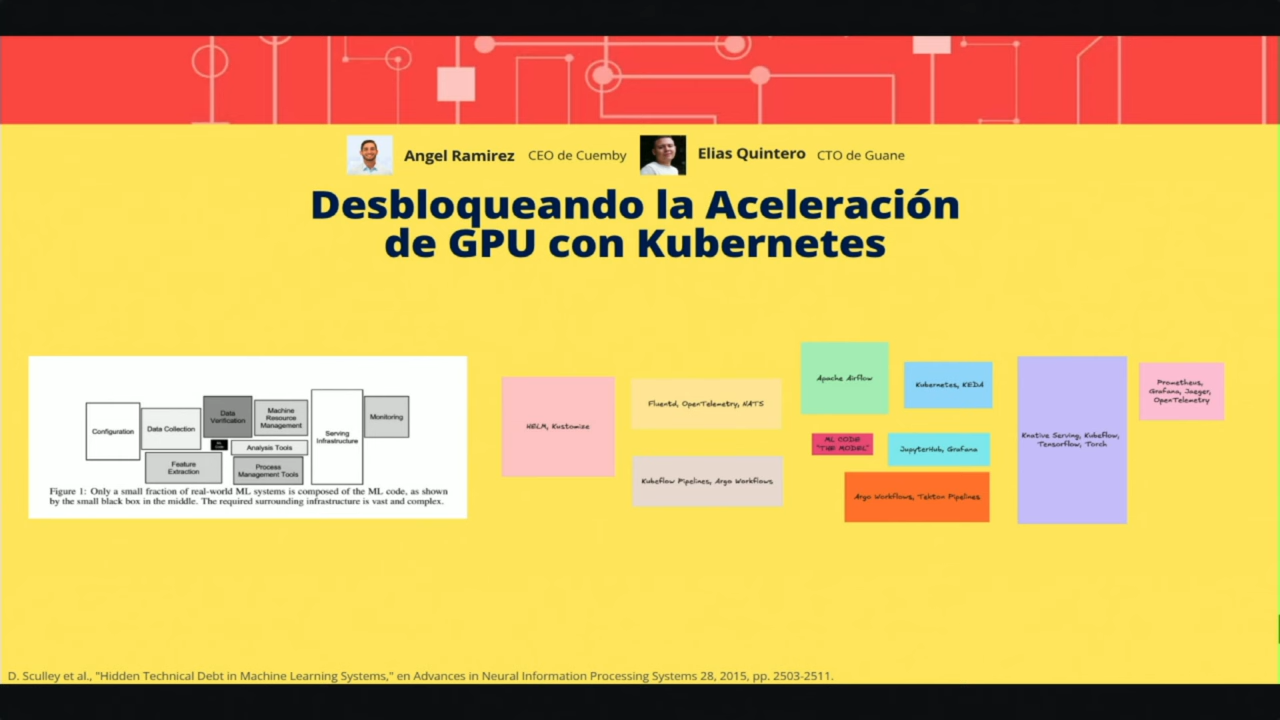 Angel Ramirez CEO de Cuemby
Elias Quintero CTO de Guane
Desbloqueando la Aceleración
de GPU con Kubernetes
Configuration
Data Collection
Data
Verification
Machine
Resource
Management
Analysis Tools
Feature
Extraction
Process
Management Tools
Serving
Infrastructure
Monitoring
Figure 1: Only a small fraction of real-world ML systems is composed of the ML code, as shown
by the small black box in the middle. The required surrounding infrastructure is vast and complex.
HELM, Kustomize
Fluentd, OpenTelemetry, NATS
Kubeflow Pipelines, Argo Workflows
Apache Airflow
Kubernetes, KEDA
ML CODE
"THE MODEL"
JupyterHub, Grafana
Argo Workflows, Tekton Pipelines
Knative Serving, Kubeflow,
Tensorflow, Torch
Prometheus,
Grafana, Jaeger,
OpenTelemetry
D. Sculley et al., "Hidden Technical Debt in Machine Learning Systems," en Advances in Neural Information Processing Systems 28, 2015, pp. 2503-2511.